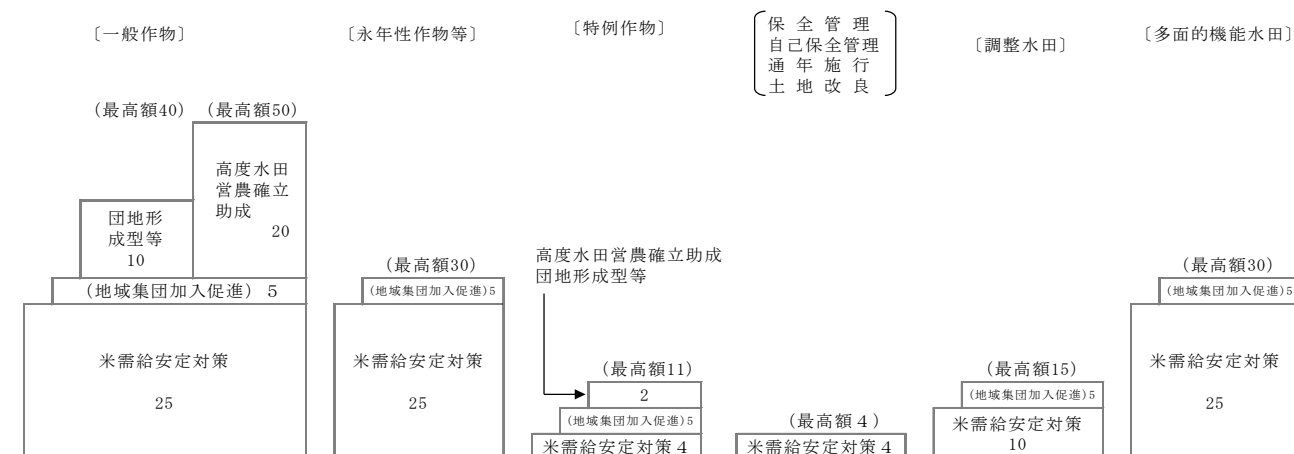 〔一般作物〕
(最高額40) (最高額50)
高度水田
営農確立
助成
20
団地形
成型等
10
(地域集団加入促進) 5
米需給安定対策
25
〔永年性作物等〕
(最高額30)
(地域集団加入促進)5
米需給安定対策
25
〔特例作物〕
高度水田営農確立助成
団地形成型等
(最高額11)
2
(地域集団加入促進)5
米需給安定対策４
保全管理
自己保全管理
通年施行
土地改良
(最高額４)
米需給安定対策４
〔調整水田〕
(最高額15)
(地域集団加入促進)5
米需給安定対策
10
〔多面的機能水田〕
(最高額30)
(地域集団加入促進)5
米需給安定対策
25